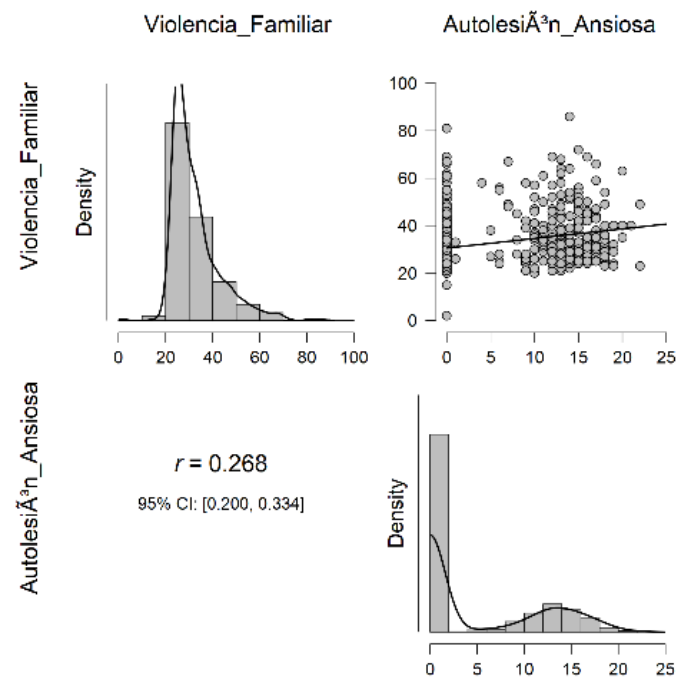 Violencia_Familiar
AutolesiÃ³n_Ansiosa
Violencia_Familiar
Density
0 20 40 60 80 100
100
80
60
40
20
0
0 5 10 15 20 25
AutolesiÃ³n_Ansiosa
r = 0.268
95% CI: [0.200, 0.334]
Density
0 5 10 15 20 25